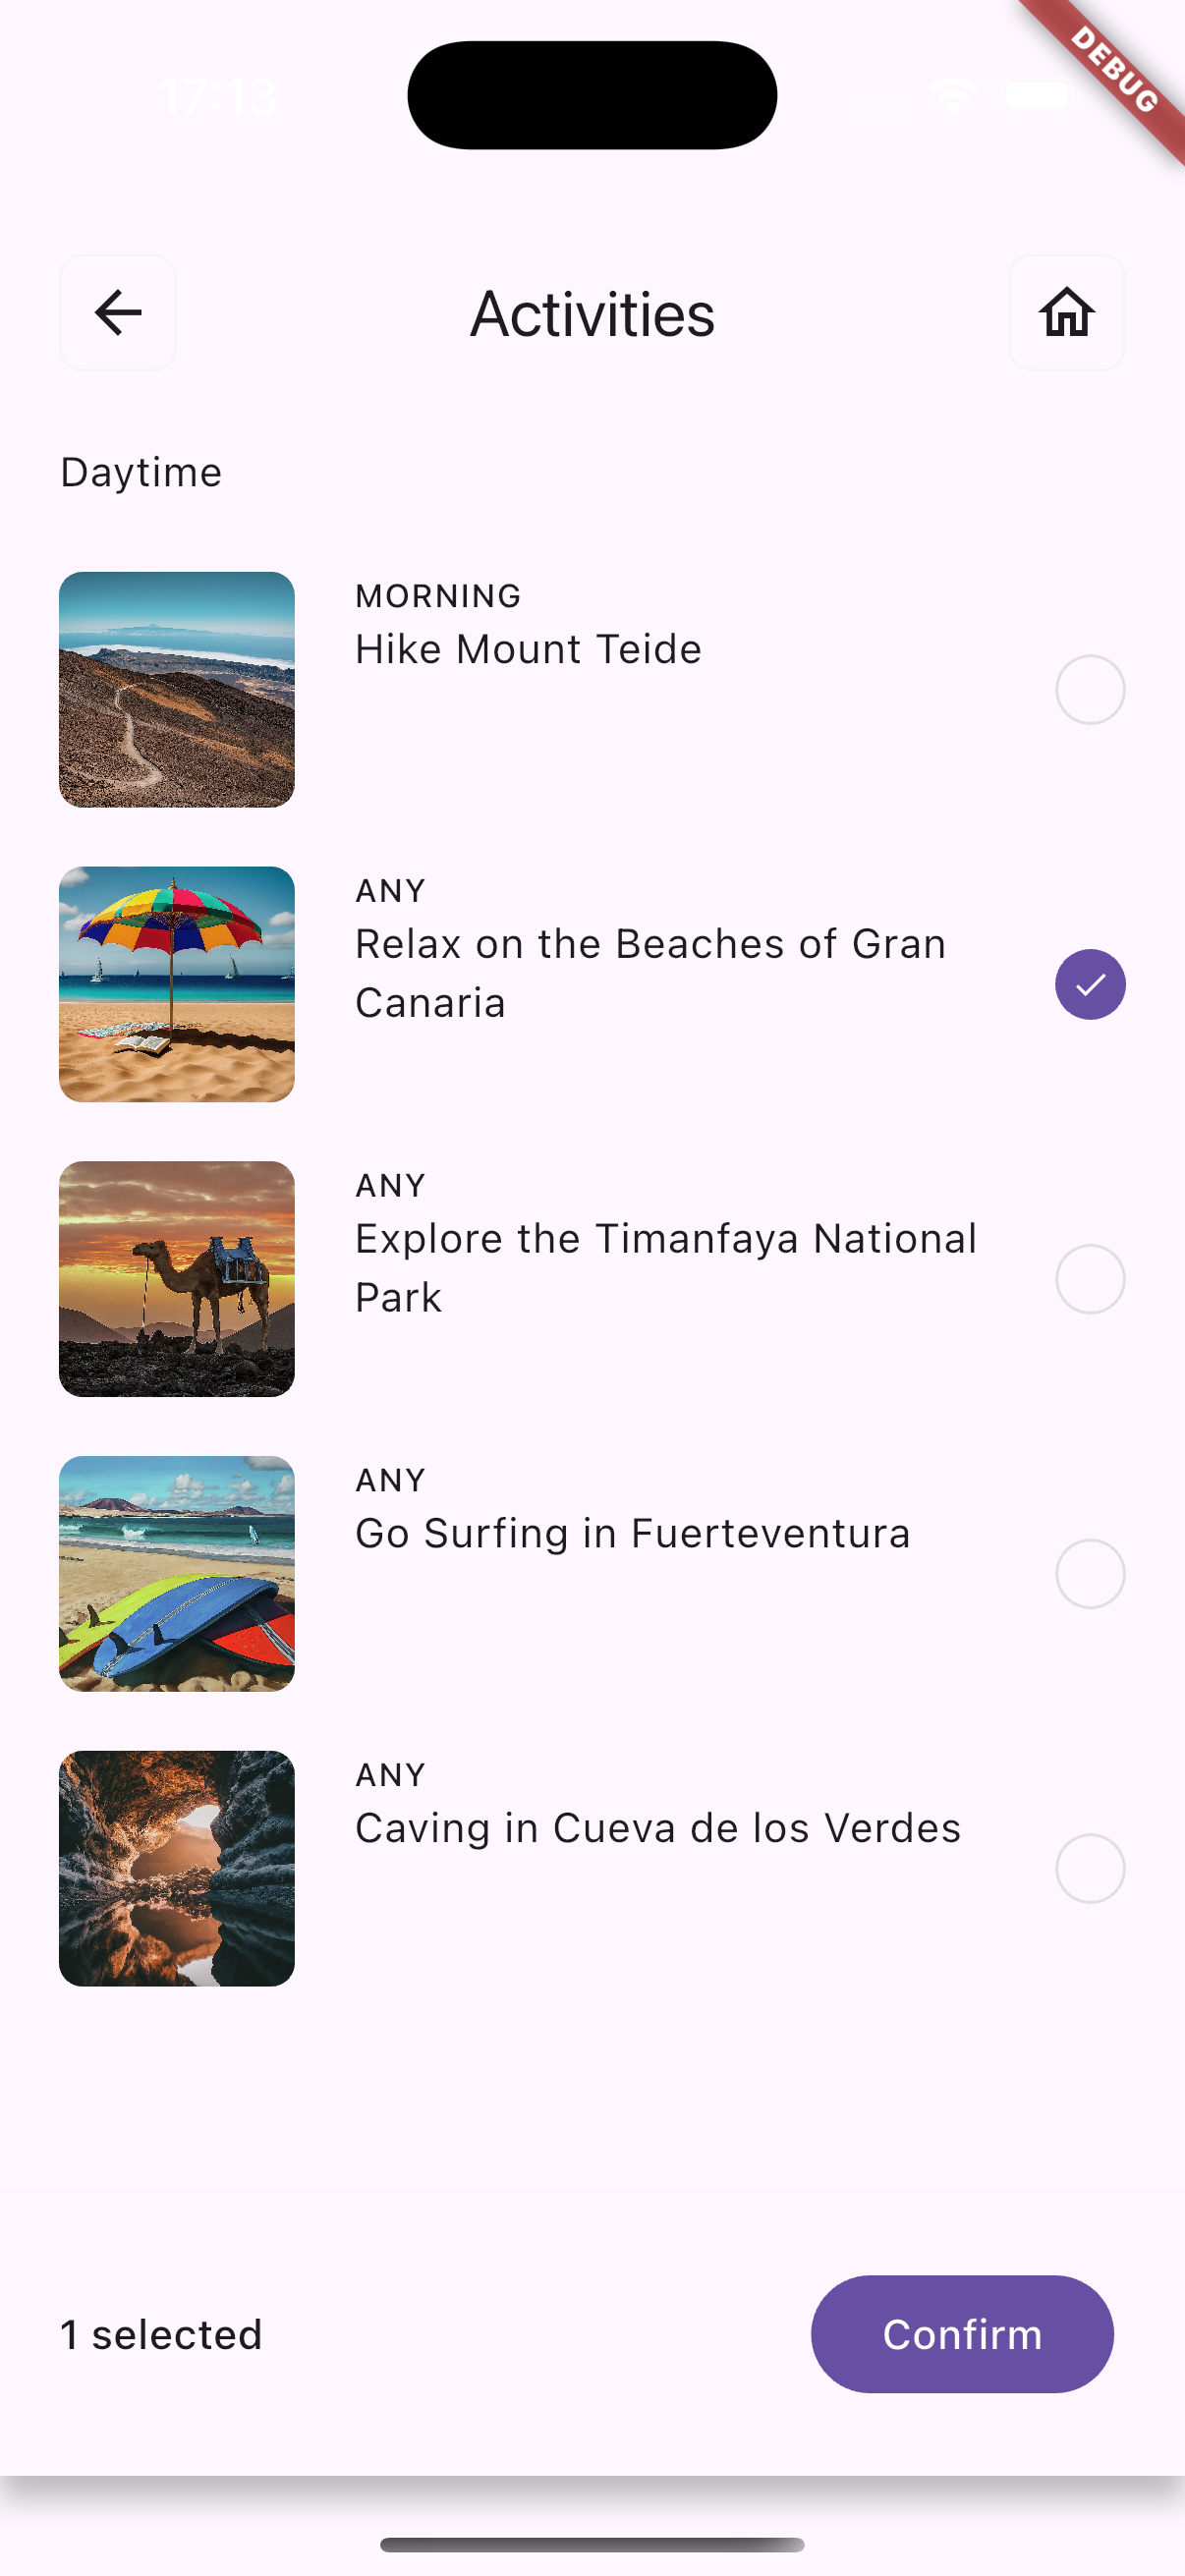 17:13
DEBUG
Activities
Daytime
MORNING
Hike Mount Teide
ANY
Relax on the Beaches of Gran
Canaria
ANY
Explore the Timanfaya National
Park
ANY
Go Surfing in Fuerteventura
ANY
Caving in Cueva de los Verdes
1 selected
Confirm